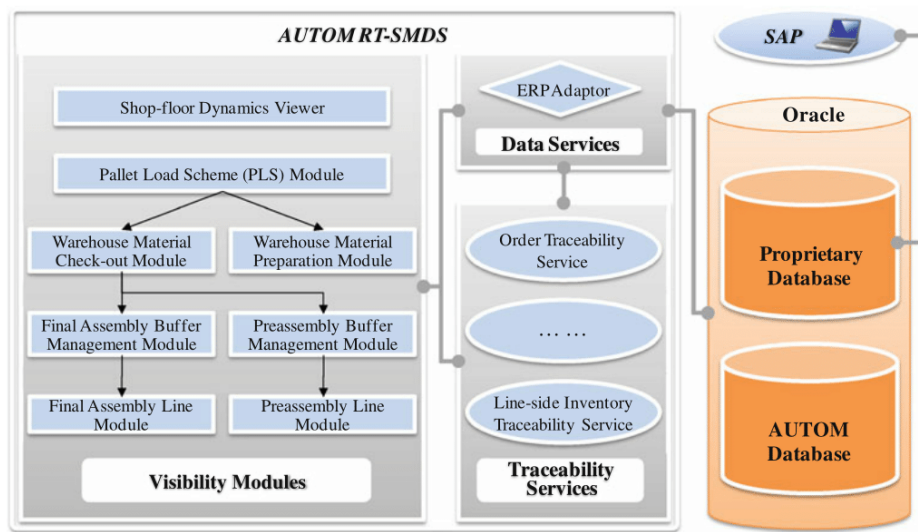 AUTOM RT-SMDS
Shop-floor Dynamics Viewer
Pallet Load Scheme (PLS) Module
Warehouse Material
Check-out Module
Warehouse Material
Preparation Module
Final Assembly Buffer
Management Module
Preassembly Buffer
Management Module
Final Assembly Line
Module
Preassembly Line
Module
Visibility Modules
ERP Adaptor
Data Services
Order Traceability
Service
... ...
Line-side Inventory
Traceability Service
Traceability
Services
SAP
Oracle
Proprietary
Database
AUTOM
Database